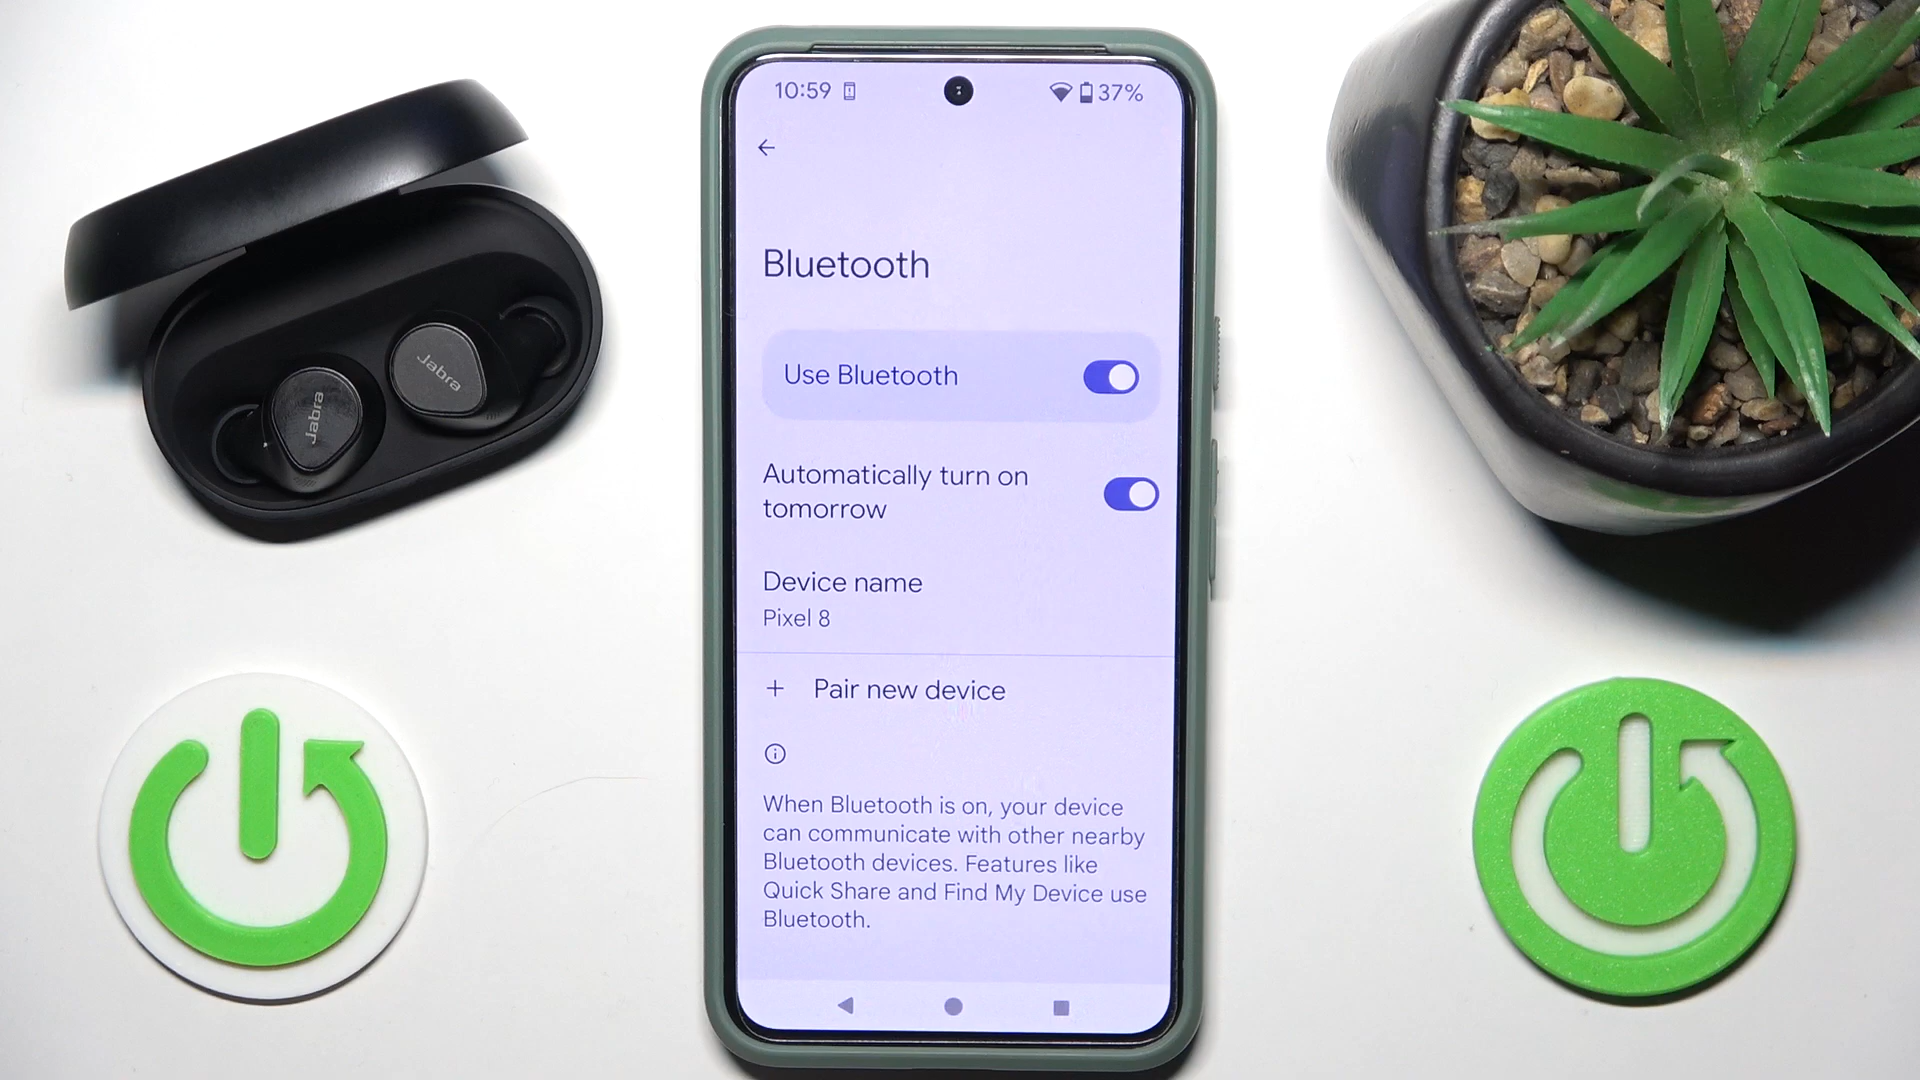 10:59
37%
Bluetooth
Use Bluetooth
Automatically turn on
tomorrow
Device name
Pixel 8
Pair new device
When Bluetooth is on, your device
can communicate with other nearby
Bluetooth devices. Features like
Quick Share and Find My Device use
Bluetooth.
Jabra
Jabra